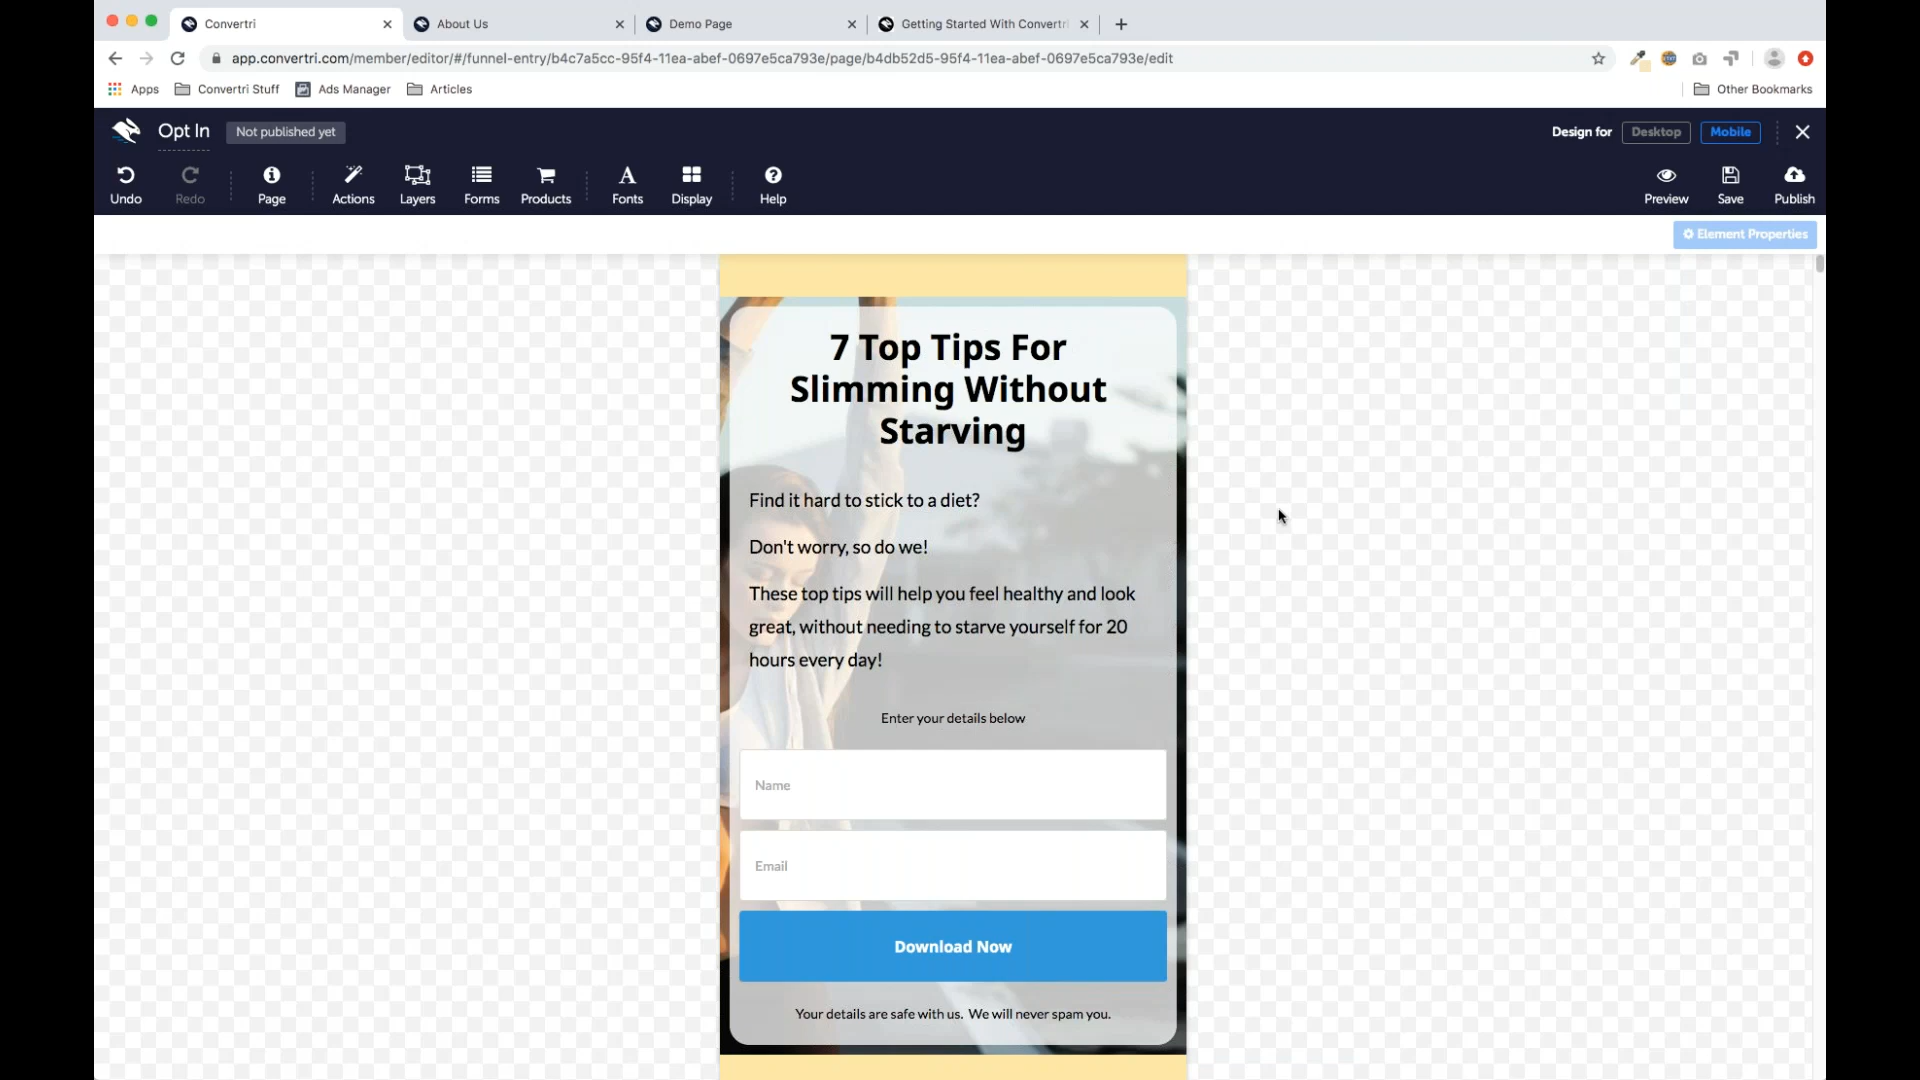 Convertri
About Us
Demo Page
Getting Started With Convertri
app.convertri.com/member/editor/#/funnel-entry/b4c7a5cc-95f4-11ea-abef-0697e5ca793e/page/b4db52d5-95f4-11ea-abef-0697e5ca793e/edit
Apps
Convertri Stuff
Ads Manager
Articles
Other Bookmarks
Opt In
Not published yet
Design for
Desktop
Mobile
Undo
Redo
Page
Actions
Layers
Forms
Products
Fonts
Display
Help
Preview
Save
Publish
Element Properties
7 Top Tips For
Slimming Without
Starving
Find it hard to stick to a diet?
Don't worry, so do we!
These top tips will help you feel healthy and look
great, without needing to starve yourself for 20
hours every day!
Enter your details below
Name
Email
Download Now
Your details are safe with us. We will never spam you.